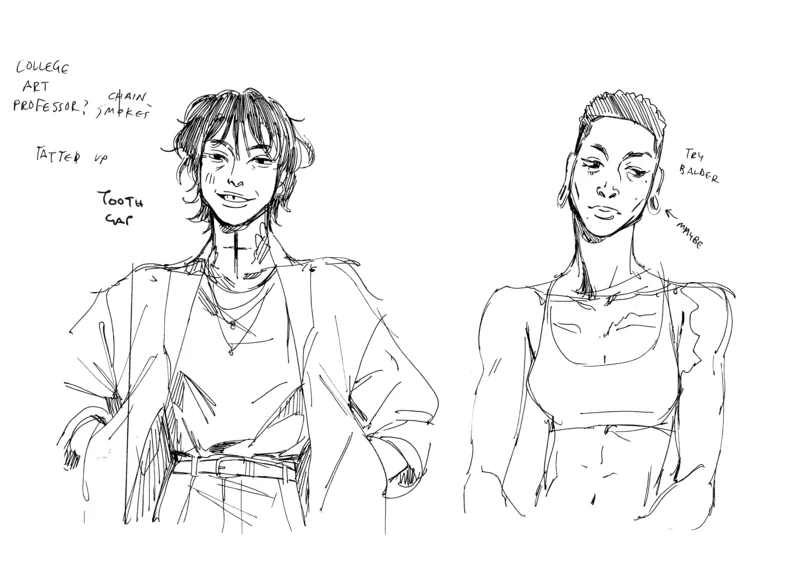 COLLEGE
ART
PROFESSOR?
CHAIN
SMOKES
TATTED UP
TOOTH
GAP
TRY
BALDER
MAYBE